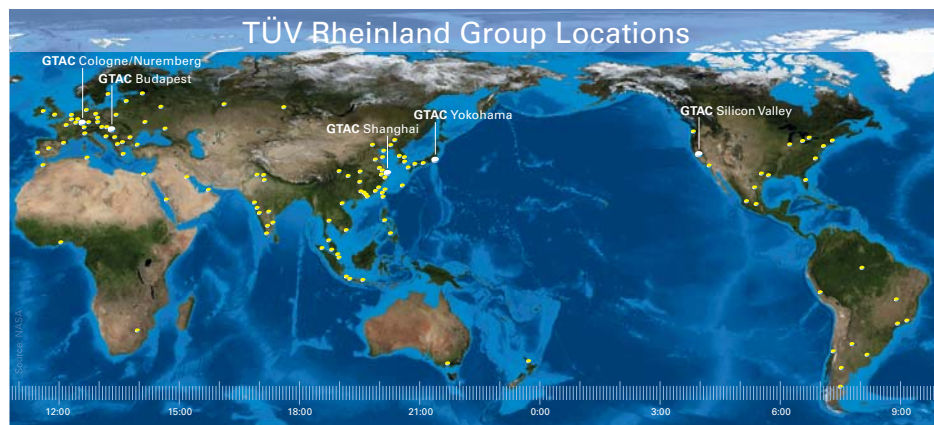 TÜV Rheinland Group Locations
GTAC Cologne/Nuremberg
GTAC Budapest
GTAC Yokohama
GTAC Shanghai
GTAC Silicon Valley
Source: NASA
12:00 15:00 18:00 21:00 0:00 3:00 6:00 9:00